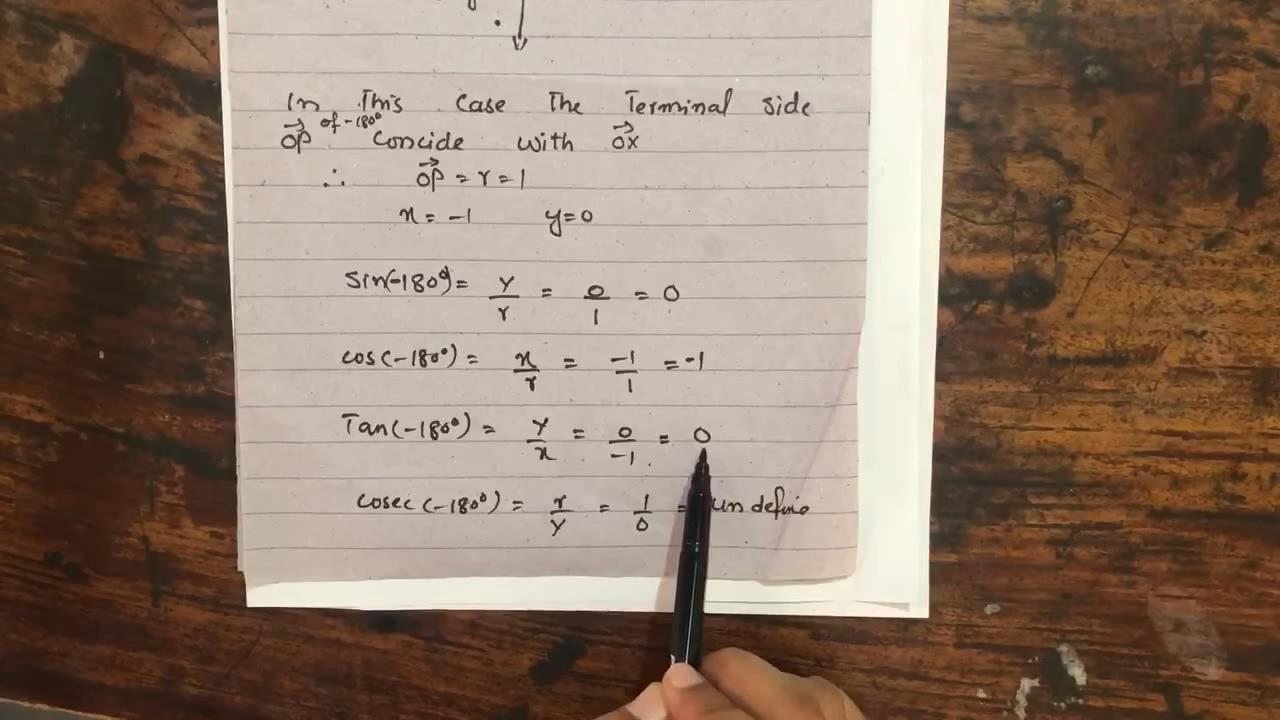 In This Case The Terminal Side
of -180°
→OP Concide with →OX
∴ →OP = r = 1
x = -1 y = 0
Sin(-180°) = y/r = 0/1 = 0
cos(-180°) = x/r = -1/1 = -1
Tan(-180°) = y/x = 0/-1 = 0
cosec(-180°) = r/y = 1/0 = un define